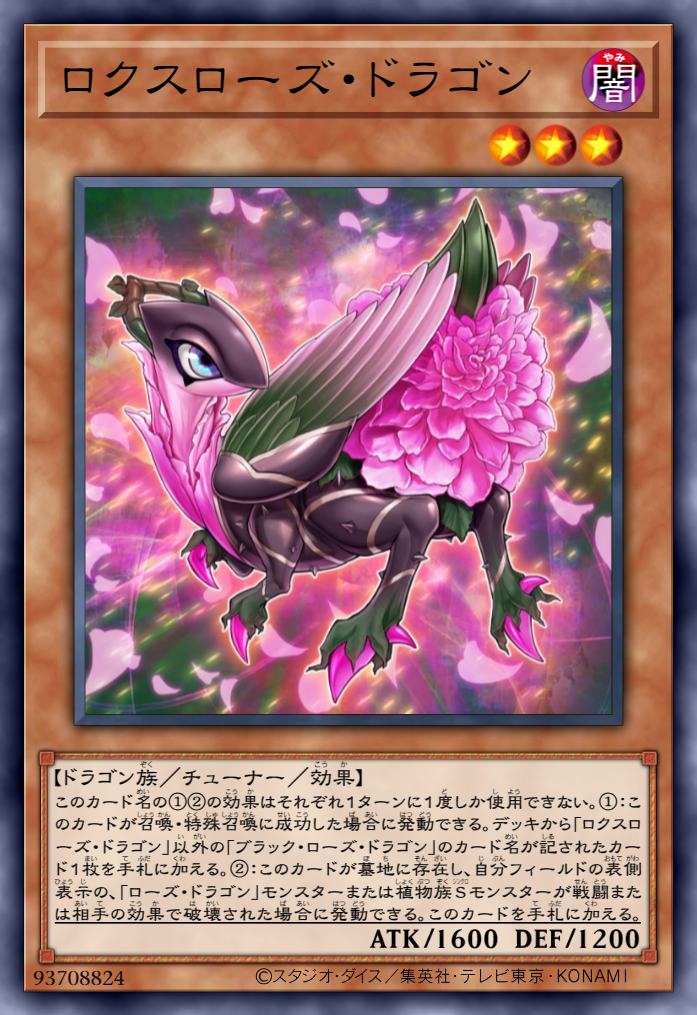 ロクスローズ・ドラゴン
やみ
闇
【ドラゴン族／チューナー／効果】
このカード名の①②の効果はそれぞれ1ターンに1度しか使用できない。①：こ
のカードが召喚・特殊召喚に成功した場合に発動できる。デッキから「ロクスロ
ーズ・ドラゴン」以外の「ブラック・ローズ・ドラゴン」のカード名が記されたカー
ド1枚を手札に加える。②：このカードが墓地に存在し、自分フィールドの表側
表示の、「ローズ・ドラゴン」モンスターまたは植物族Sモンスターが戦闘また
は相手の効果で破壊された場合に発動できる。このカードを手札に加える。
ATK/1600 DEF/1200
93708824 ©スタジオ・ダイス／集英社・テレビ東京・KONAMI